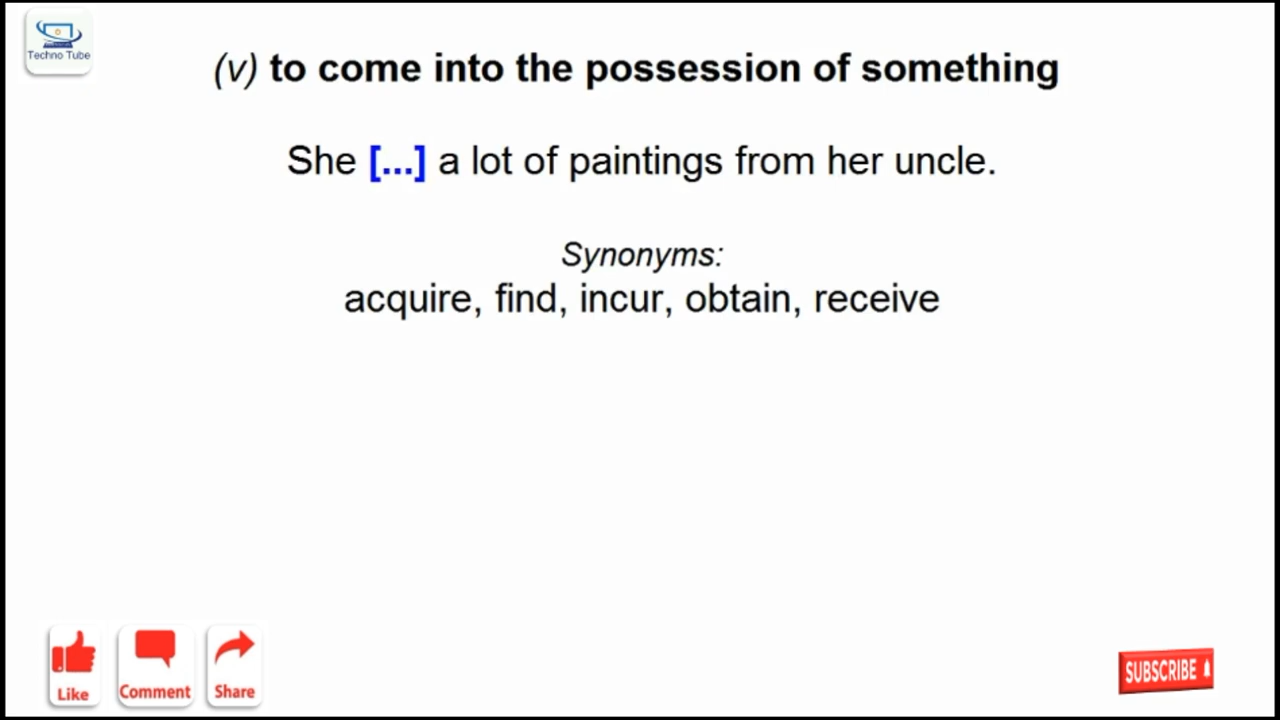 Techno Tube
(v) to come into the possession of something
She [...] a lot of paintings from her uncle.
Synonyms:
acquire, find, incur, obtain, receive
Like
Comment
Share
SUBSCRIBE